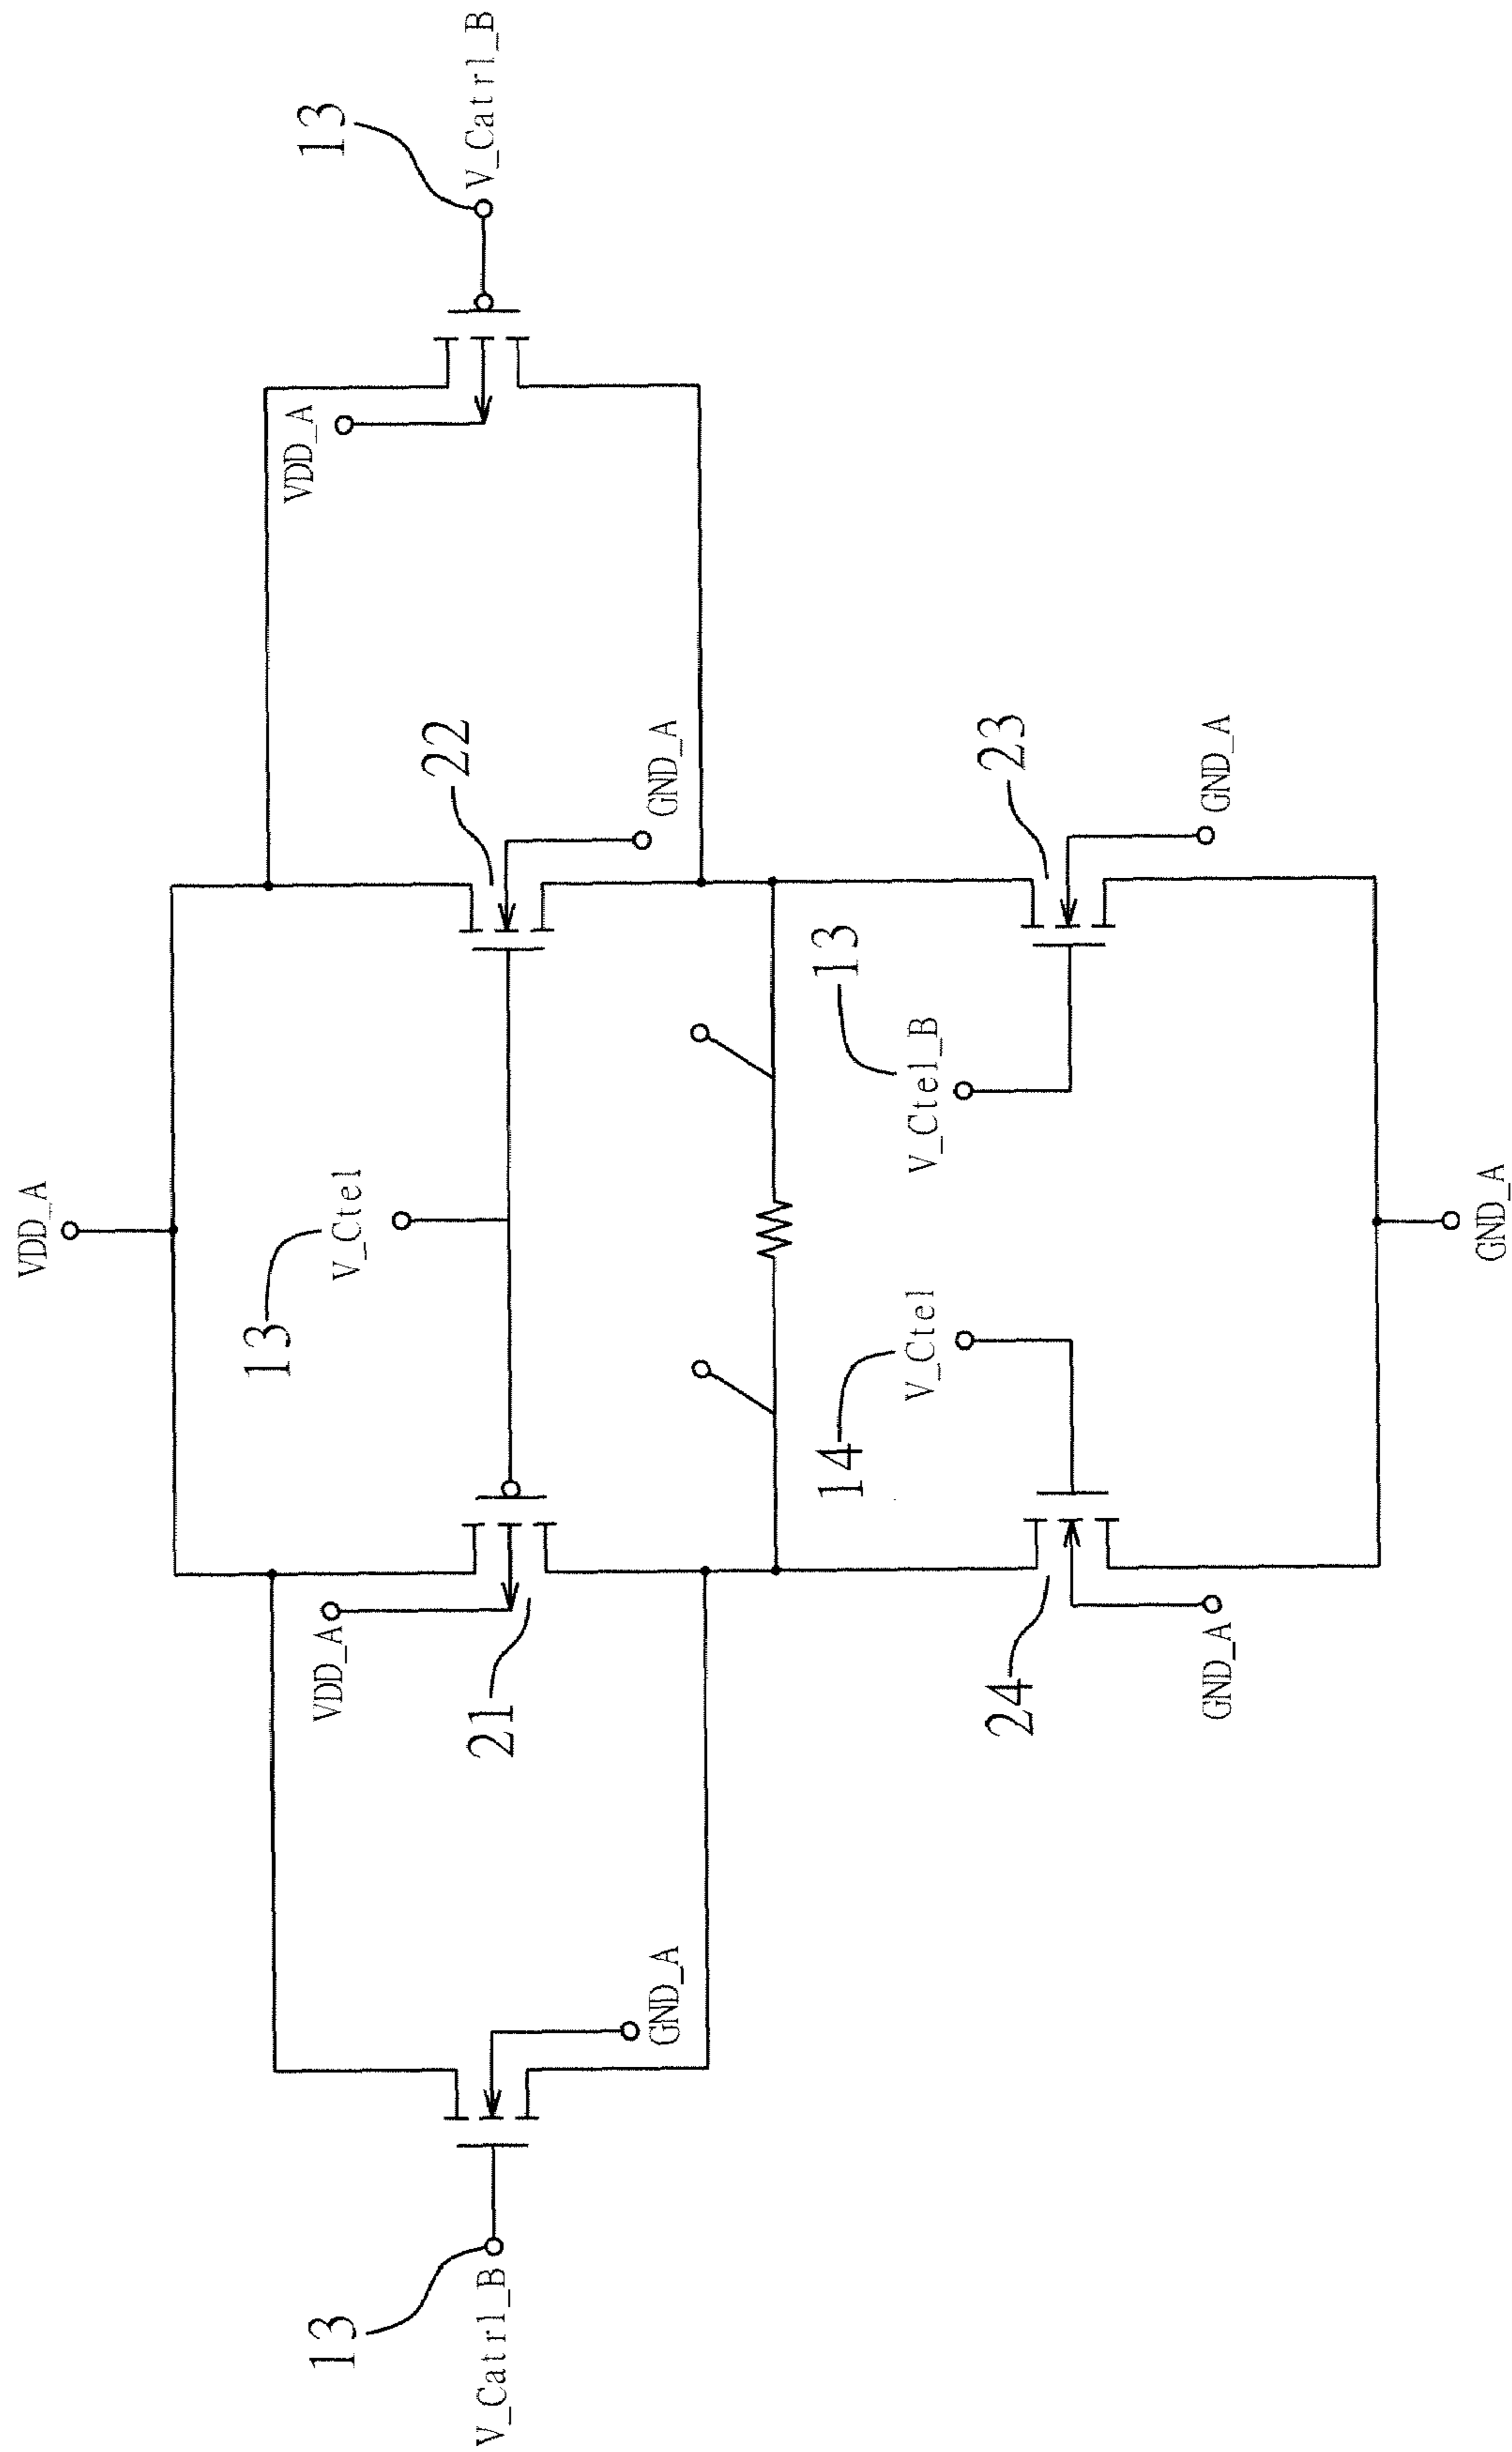 VDD_A
13
VDD_A
13
VDD_A
13
V_Ctel
22
V_Catrl_B
21
V_Catrl_B
GND_A
GND_A
14
13
V_Ctel
V_Ctel_B
24
23
GND_A
GND_A
GND_A